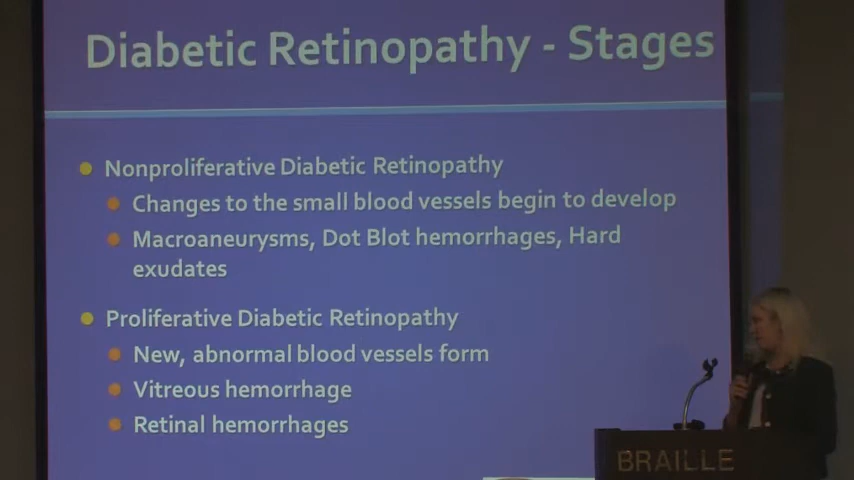 Diabetic Retinopathy - Stages
Nonproliferative Diabetic Retinopathy
Changes to the small blood vessels begin to develop
Macroaneurysms, Dot Blot hemorrhages, Hard
exudates
Proliferative Diabetic Retinopathy
New, abnormal blood vessels form
Vitreous hemorrhage
Retinal hemorrhages
BRAILLE